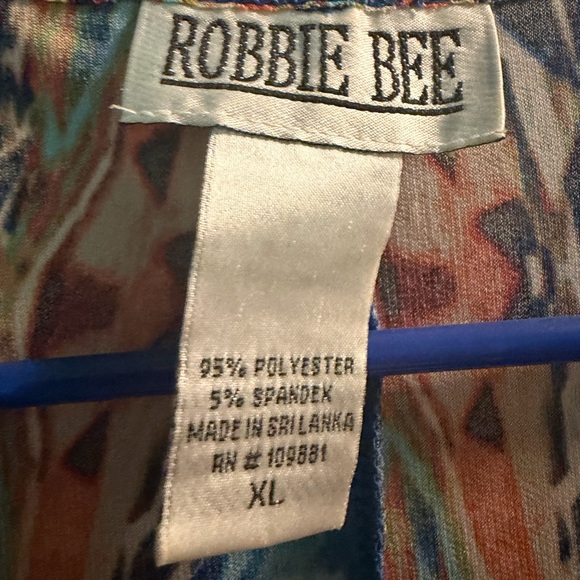 ROBBIE BEE
95% POLYESTER
5% SPANDEX
MADE IN SRI LANKA
RN # 109881
XL